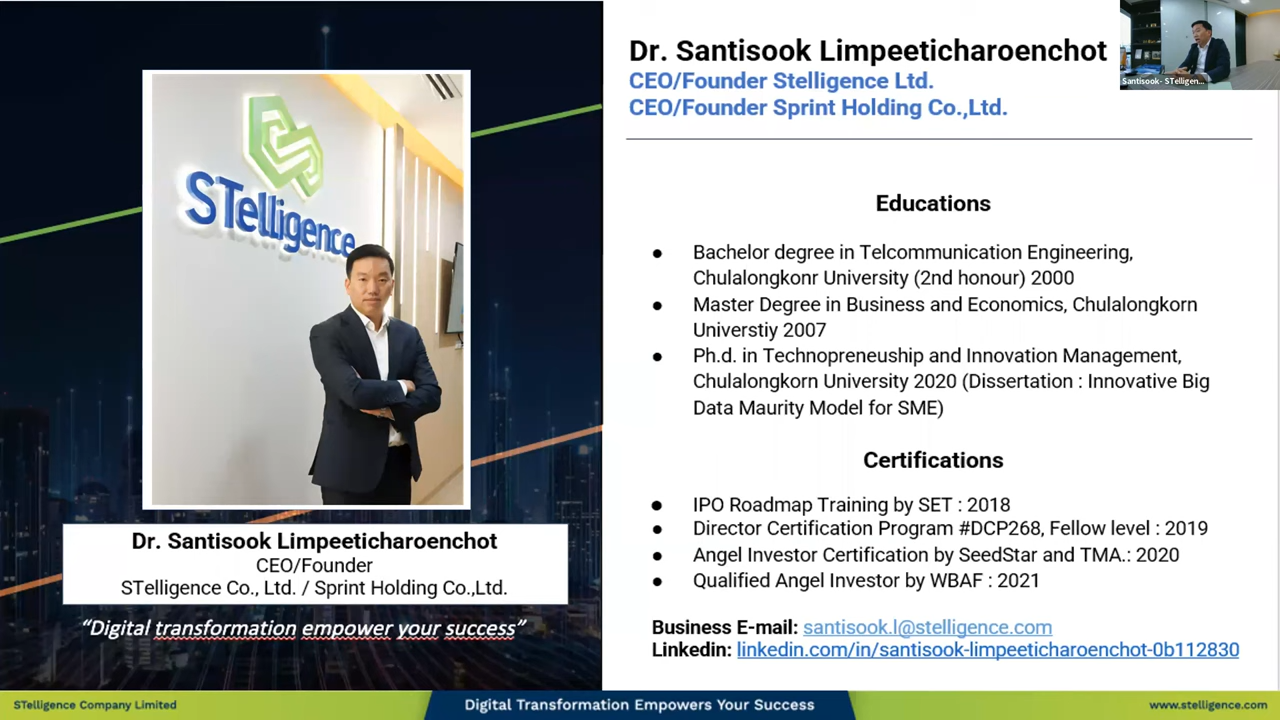 STelligence
Dr. Santisook Limpeeticharoenchot
CEO/Founder
STelligence Co., Ltd. / Sprint Holding Co.,Ltd.
“Digital transformation empower your success”
Dr. Santisook Limpeeticharoenchot
CEO/Founder Stelligence Ltd.
CEO/Founder Sprint Holding Co.,Ltd.
Santisook- STelligen...
Educations
● Bachelor degree in Telcommunication Engineering,
Chulalongkonr University (2nd honour) 2000
● Master Degree in Business and Economics, Chulalongkorn
Universtiy 2007
● Ph.d. in Technopreneuship and Innovation Management,
Chulalongkorn University 2020 (Dissertation : Innovative Big
Data Maurity Model for SME)
Certifications
● IPO Roadmap Training by SET : 2018
● Director Certification Program #DCP268, Fellow level : 2019
● Angel Investor Certification by SeedStar and TMA.: 2020
● Qualified Angel Investor by WBAF : 2021
Business E-mail: santisook.l@stelligence.com
Linkedin: linkedin.com/in/santisook-limpeeticharoenchot-0b112830
STelligence Company Limited
Digital Transformation Empowers Your Success
www.stelligence.com